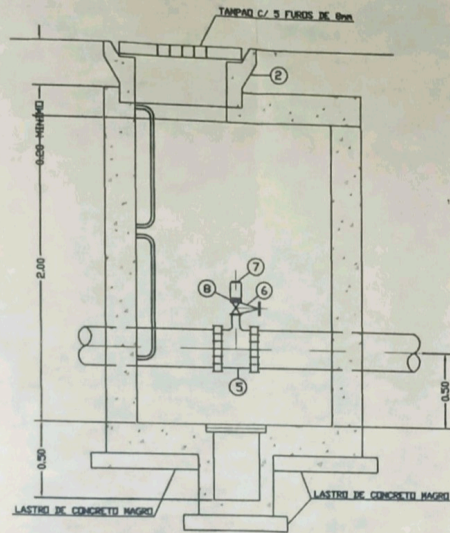 TAMPAO C/ 5 FUROS DE 8mm
2
0.20 MINIMO
2.00
7
8
6
5
0.50
0.50
LASTRO DE CONCRETO MAGRO
LASTRO DE CONCRETO MAGRO